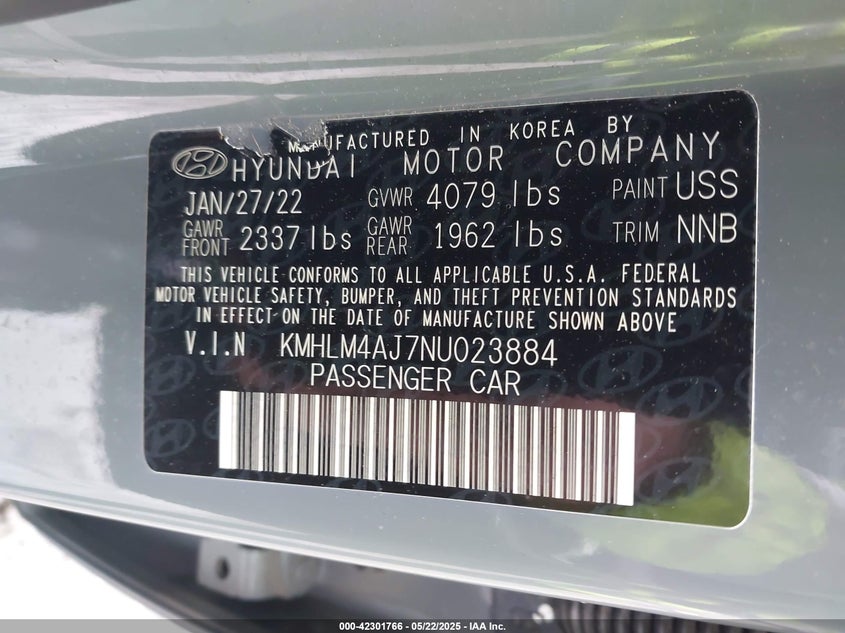 MANUFACTURED IN KOREA BY
HYUNDAI MOTOR COMPANY
JAN/27/22 GVWR 4079 lbs PAINT USS
GAWR FRONT 2337 lbs GAWR REAR 1962 lbs TRIM NNB
THIS VEHICLE CONFORMS TO ALL APPLICABLE U.S.A. FEDERAL
MOTOR VEHICLE SAFETY, BUMPER, AND THEFT PREVENTION STANDARDS
IN EFFECT ON THE DATE OF MANUFACTURE SHOWN ABOVE.
V.I.N KMHLM4AJ7NU023884
PASSENGER CAR
000-42301766 - 05/22/2025 - IAA Inc.